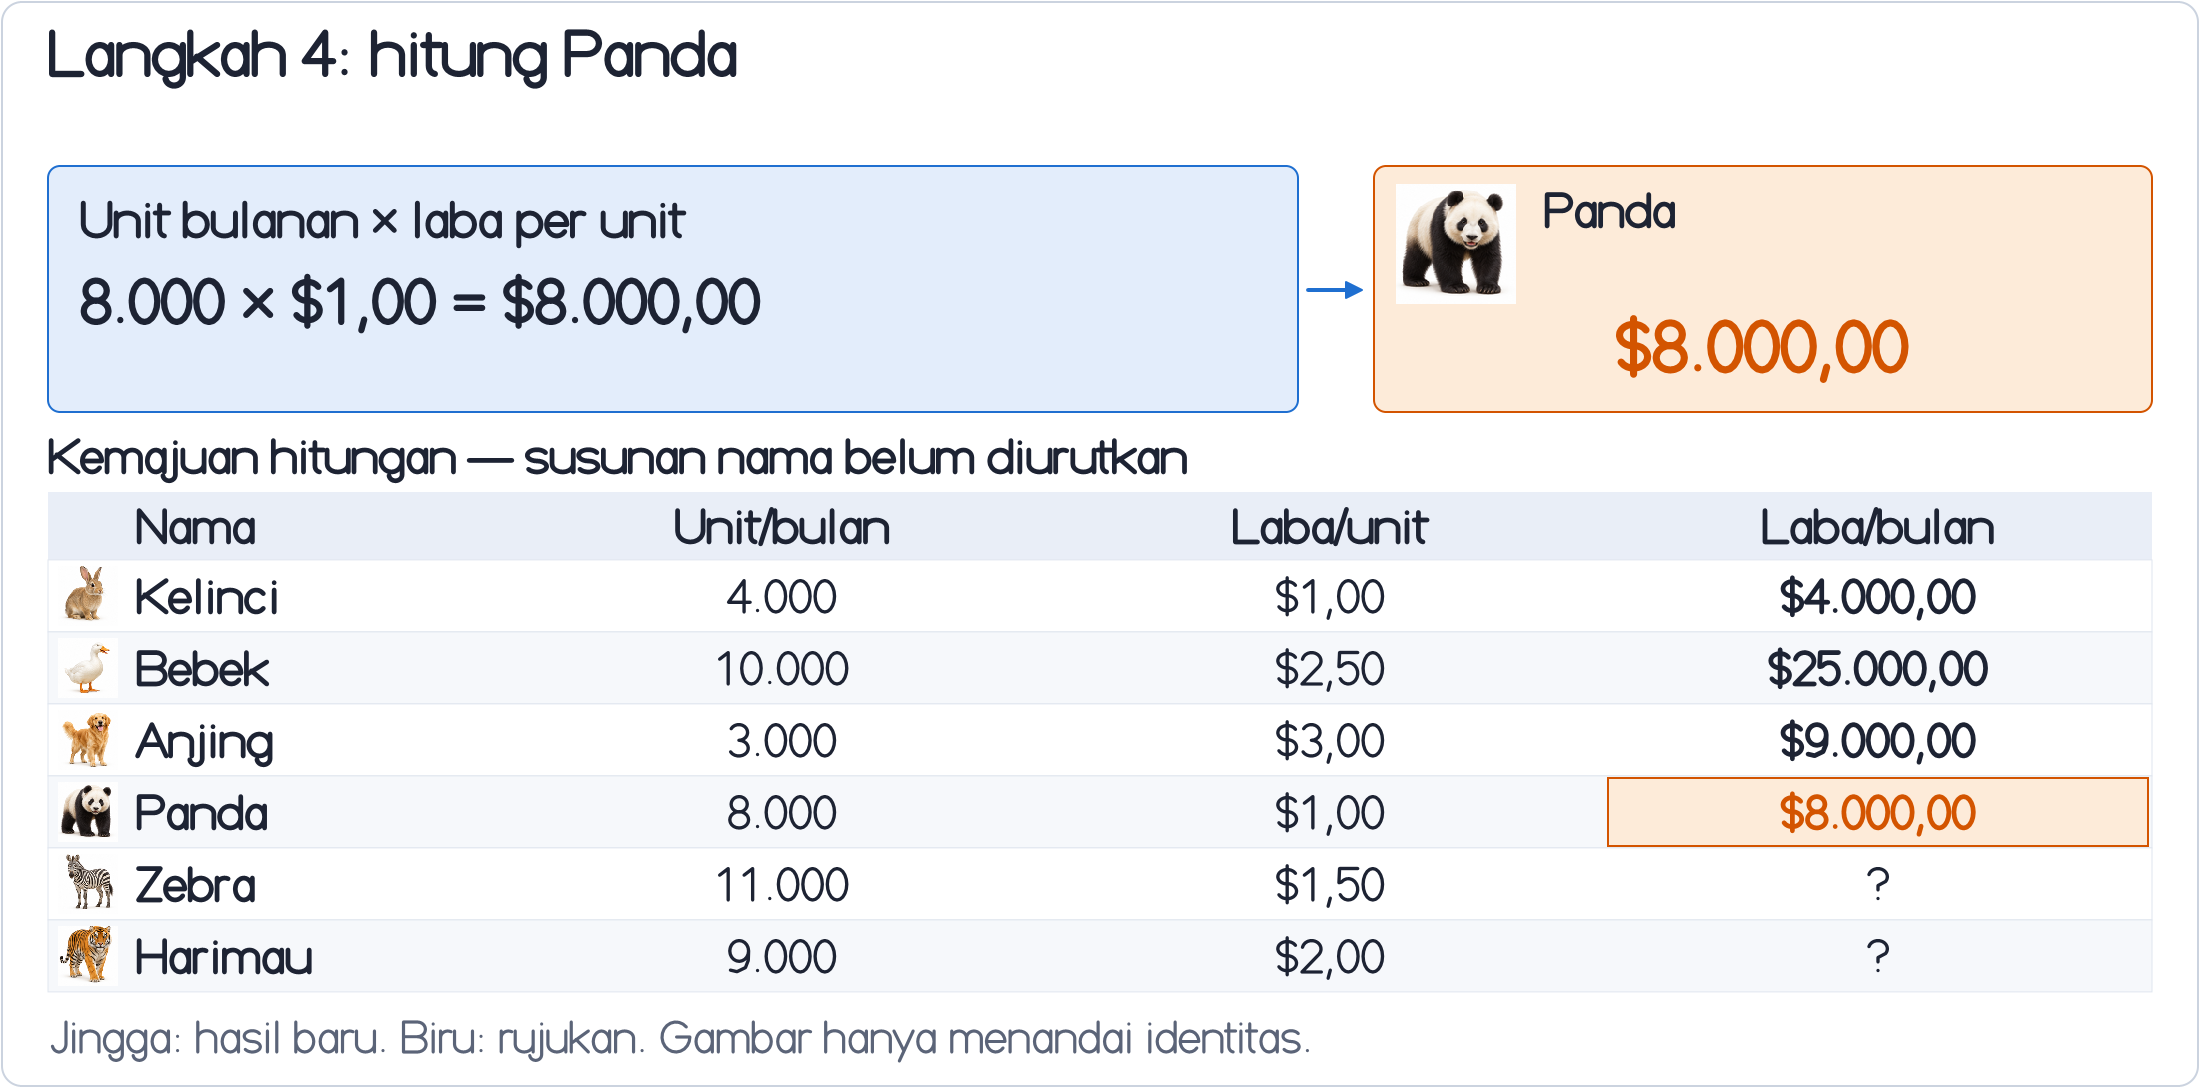 Langkah 4: hitung Panda
Unit bulanan × laba per unit
8.000 × $1,00 = $8.000,00
Panda
$8.000,00
Kemajuan hitungan — susunan nama belum diurutkan
Nama Unit/bulan Laba/unit Laba/bulan
Kelinci 4.000 $1,00 $4.000,00
Bebek 10.000 $2,50 $25.000,00
Anjing 3.000 $3,00 $9.000,00
Panda 8.000 $1,00 $8.000,00
Zebra 11.000 $1,50 ?
Harimau 9.000 $2,00 ?
Jingga: hasil baru. Biru: rujukan. Gambar hanya menandai identitas.